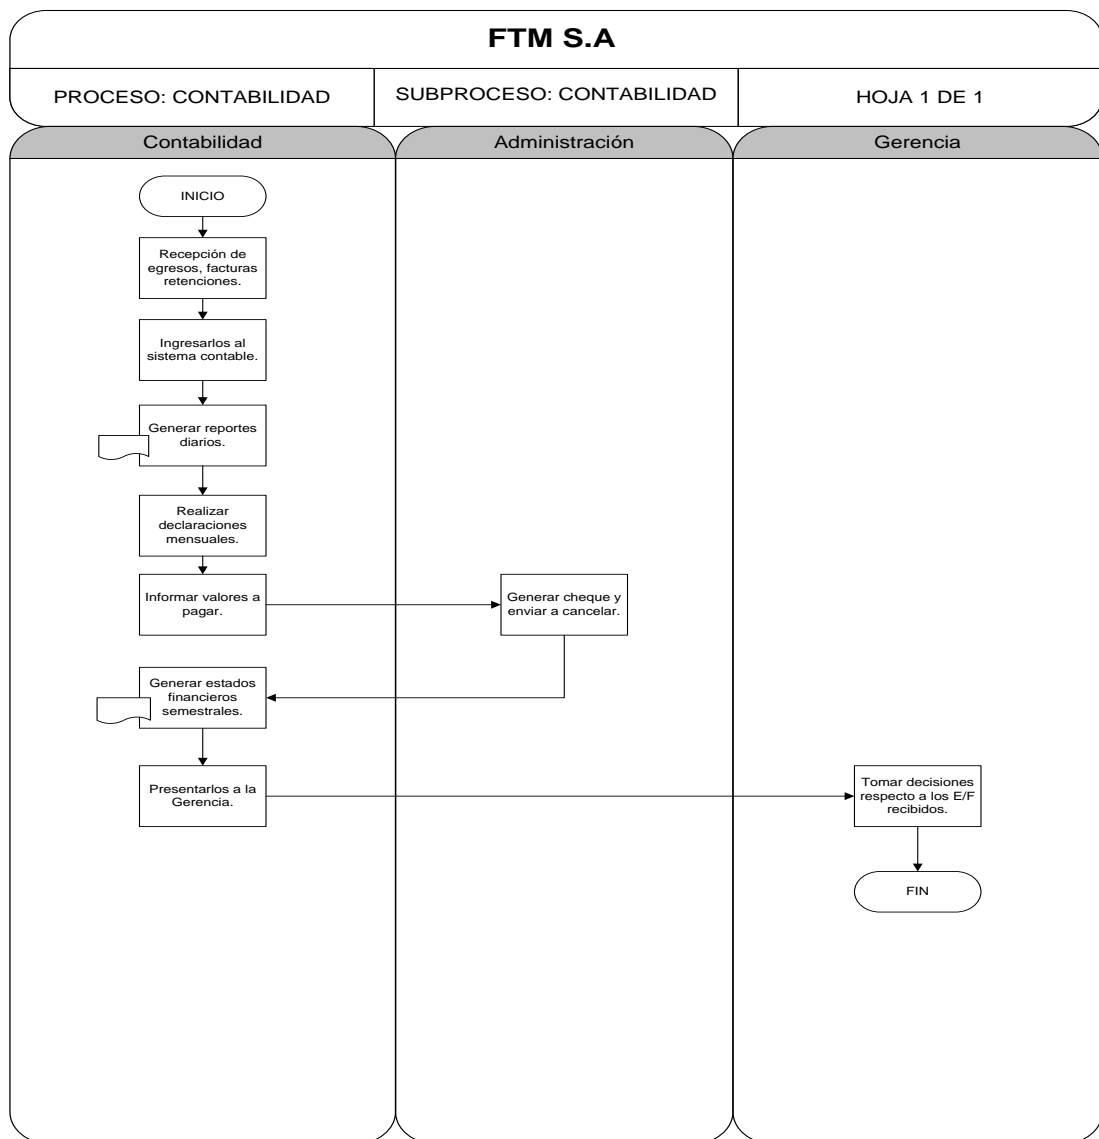 FTM S.A
PROCESO: CONTABILIDAD
SUBPROCESO: CONTABILIDAD
HOJA 1 DE 1
Contabilidad
Administración
Gerencia
INICIO
Recepción de
egresos, facturas
retenciones.
Ingresarlos al
sistema contable.
Generar reportes
diarios.
Realizar
declaraciones
mensuales.
Informar valores a
pagar.
Generar cheque y
enviar a cancelar.
Generar estados
financieros
semestrales.
Presentarlos a la
Gerencia.
Tomar decisiones
respecto a los E/F
recibidos.
FIN